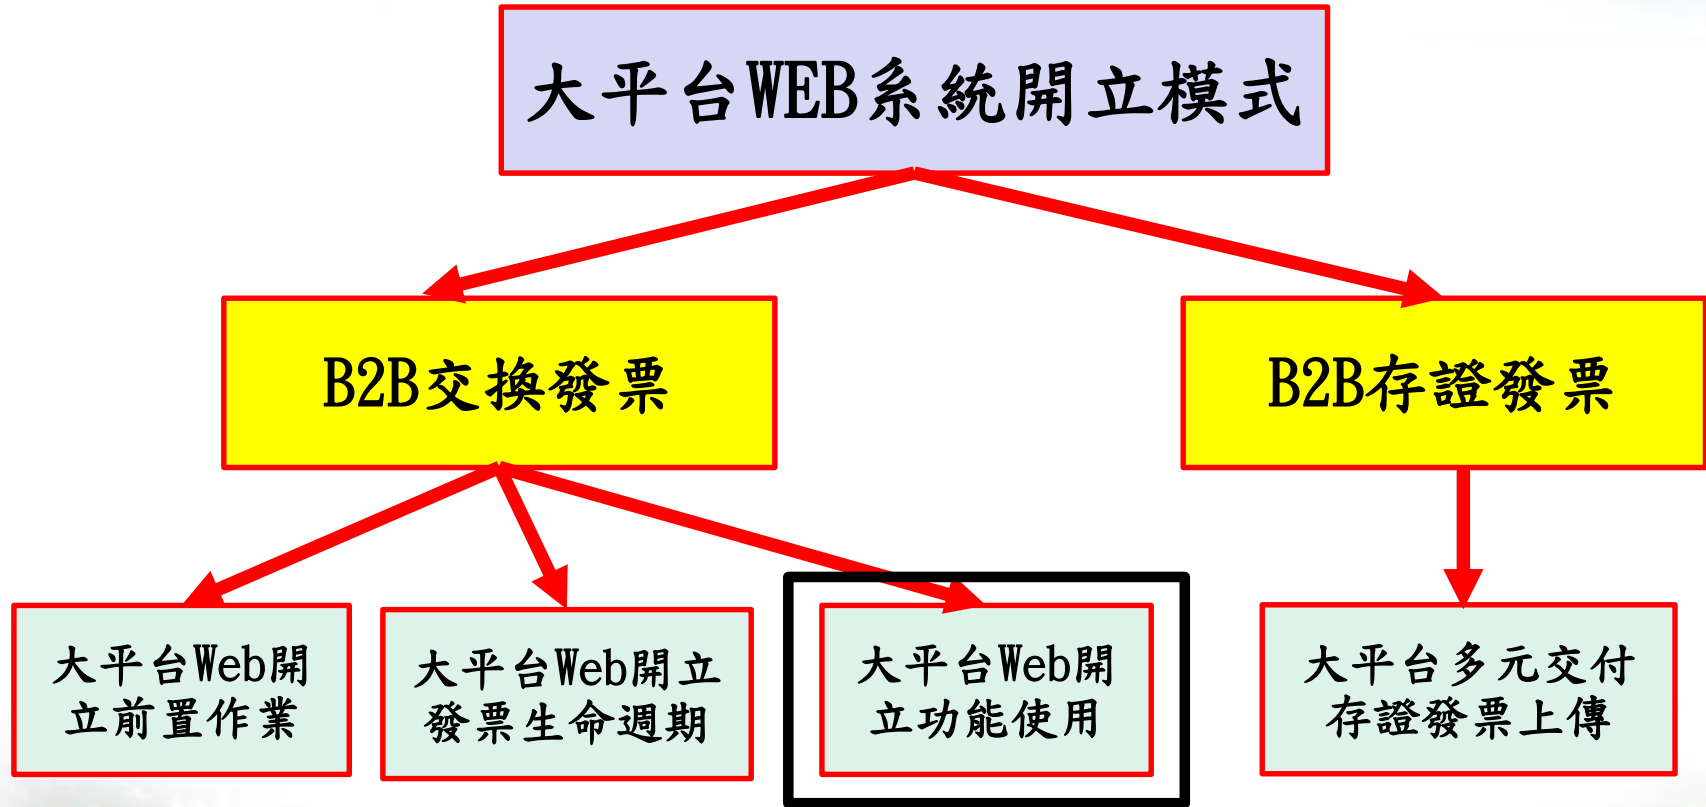 大平台WEB系統開立模式
B2B交換發票
B2B存證發票
大平台Web開
立前置作業
大平台Web開立
發票生命週期
大平台Web開
立功能使用
大平台多元交付
存證發票上傳